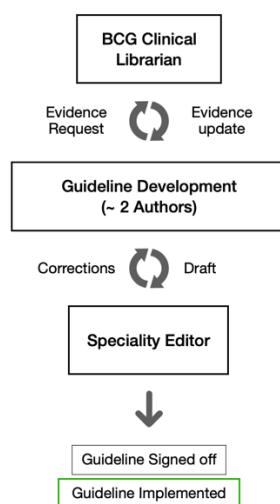 BCG Clinical
Librarian
Evidence
Request
Evidence
update
Guideline Development
(~ 2 Authors)
Corrections
Draft
Speciality Editor
Guideline Signed off
Guideline Implemented